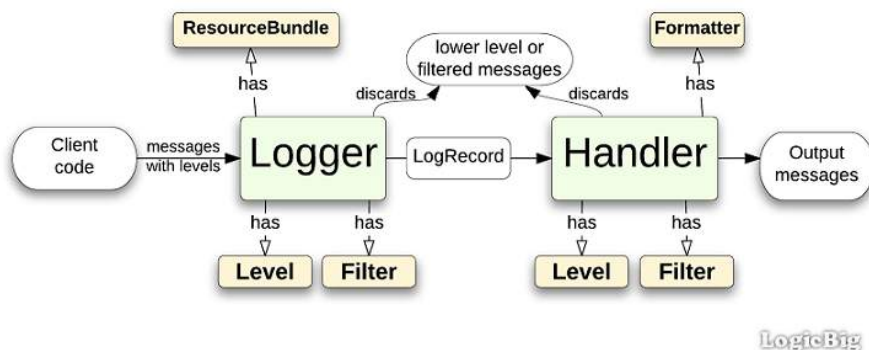 ResourceBundle
Formatter
lower level or
filtered messages
has
has
discards
discards
Client
code
messages
with levels
Logger
LogRecord
Handler
Output
messages
has
has
has
has
Level
Filter
Level
Filter
LogicBig